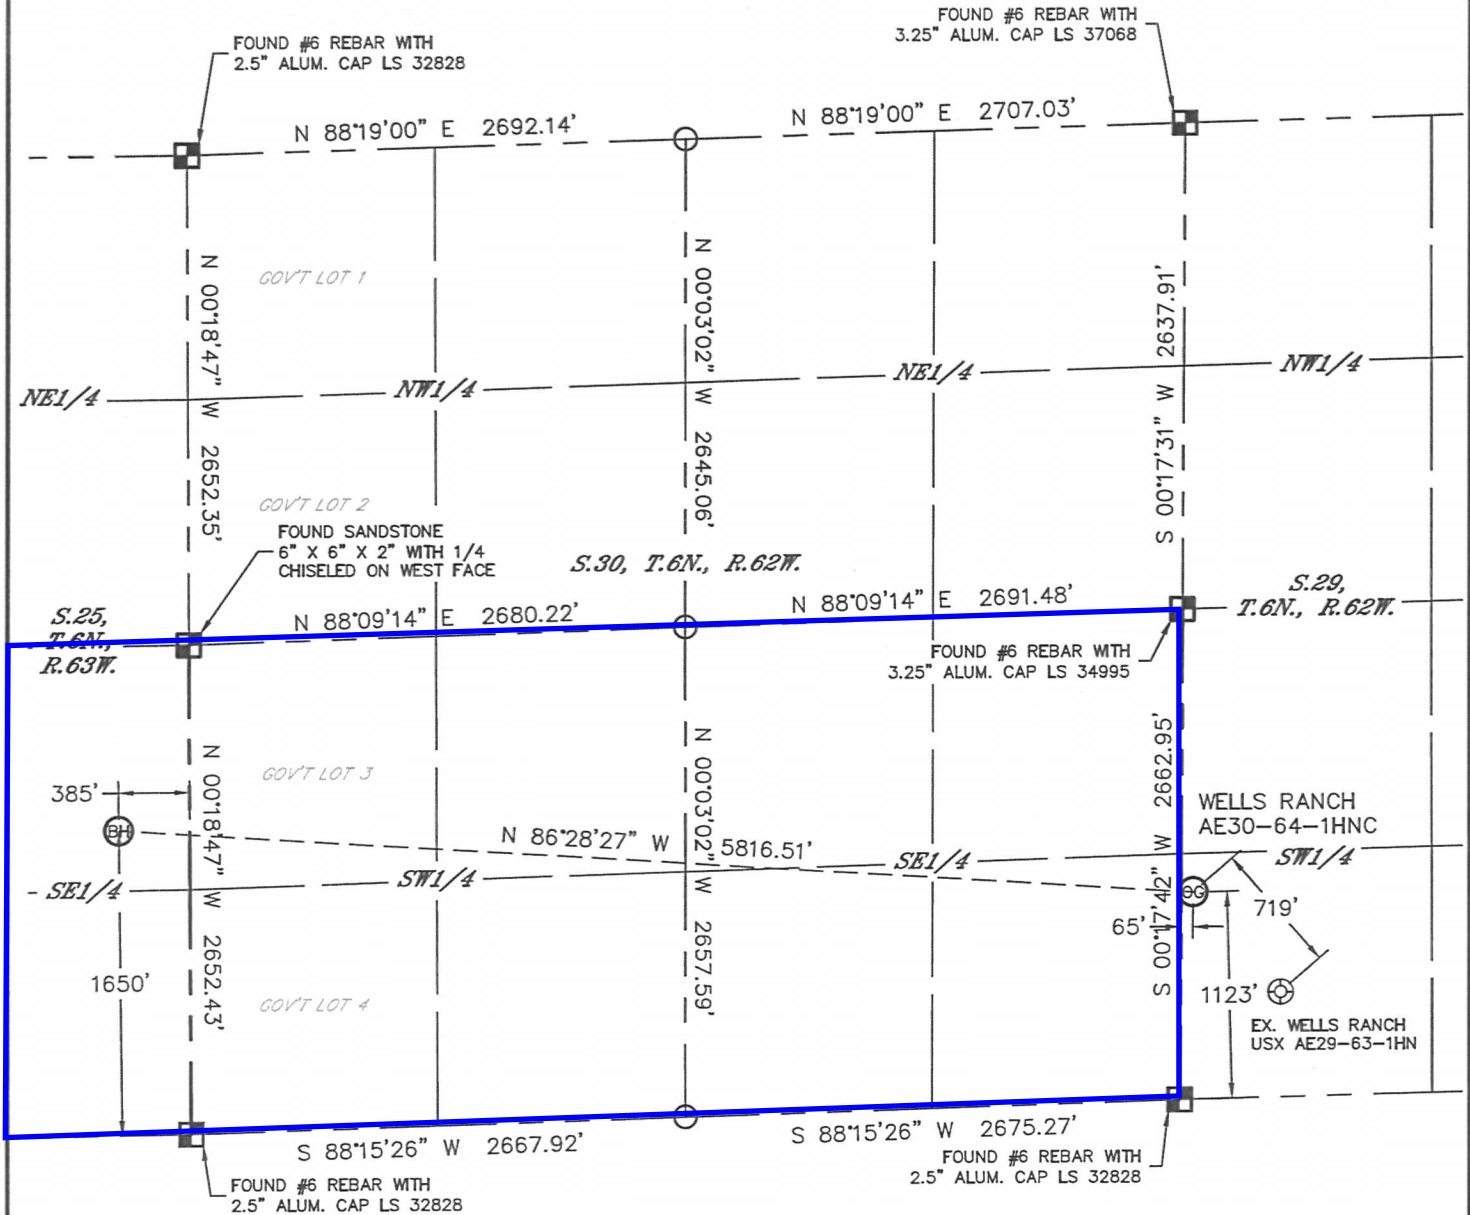 FOUND #6 REBAR WITH
2.5" ALUM. CAP LS 32828
FOUND #6 REBAR WITH
3.25" ALUM. CAP LS 37068
N 88°19'00" E 2692.14'
N 88°19'00" E 2707.03'
N 00°18'47" W 2652.35'
GOV'T LOT 1
N 00°03'02" W 2645.06'
S 00°17'31" W 2637.91'
NE1/4
NW1/4
NE1/4
NW1/4
GOV'T LOT 2
FOUND SANDSTONE
6" X 6" X 2" WITH 1/4
CHISELED ON WEST FACE
S.30, T.6N., R.62W.
S.29,
T.6N., R.62W.
S.25,
T.6N.,
R.63W.
N 88°09'14" E 2680.22'
N 88°09'14" E 2691.48'
FOUND #6 REBAR WITH
3.25" ALUM. CAP LS 34995
N 00°18'47" W 2652.43'
GOV'T LOT 3
N 00°03'02" W 2657.59'
S 00°17'42" W 2662.95'
385'
BH
N 86°28'27" W 5816.51'
WELLS RANCH
AE30-64-1HNC
- SE1/4
SW1/4
SE1/4
SW1/4
OG
65'
719'
1650'
GOV'T LOT 4
1123'
EX. WELLS RANCH
USX AE29-63-1HN
S 88°15'26" W 2667.92'
S 88°15'26" W 2675.27'
FOUND #6 REBAR WITH
2.5" ALUM. CAP LS 32828
FOUND #6 REBAR WITH
2.5" ALUM. CAP LS 32828